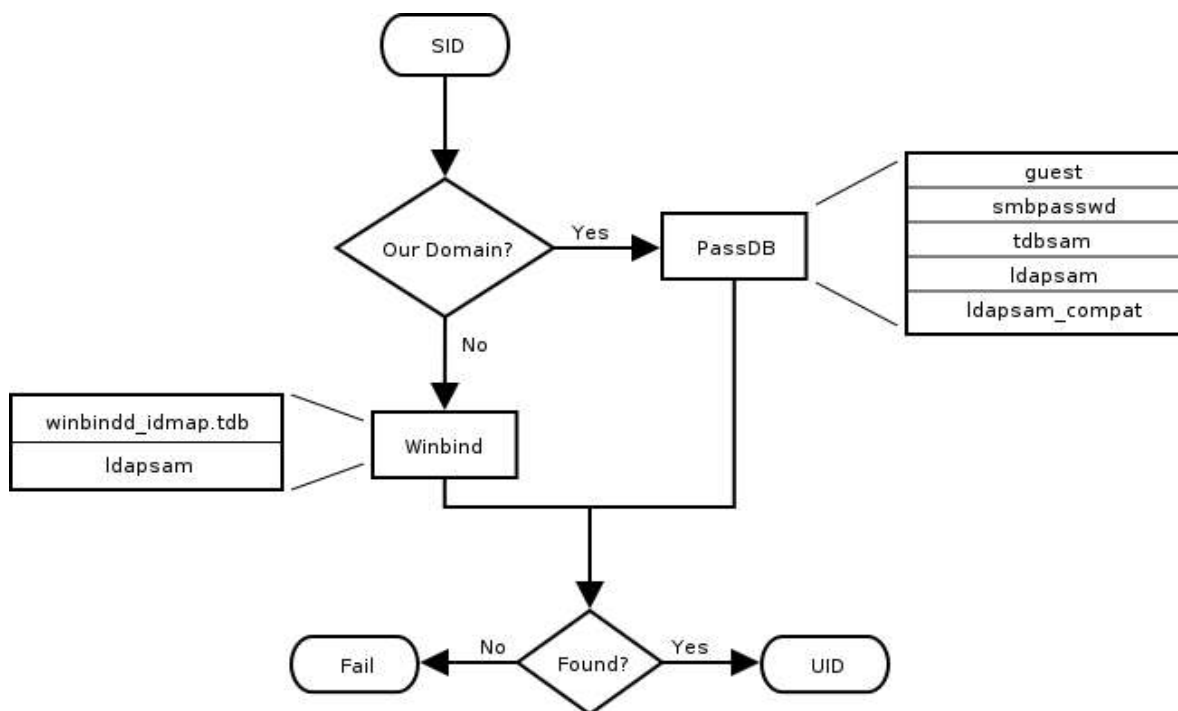 SID
Our Domain?
Yes
PassDB
guest
smbpasswd
tdbsam
ldapsam
ldapsam_compat
No
winbindd_idmap.tdb
ldapsam
Winbind
Fail
No
Found?
Yes
UID